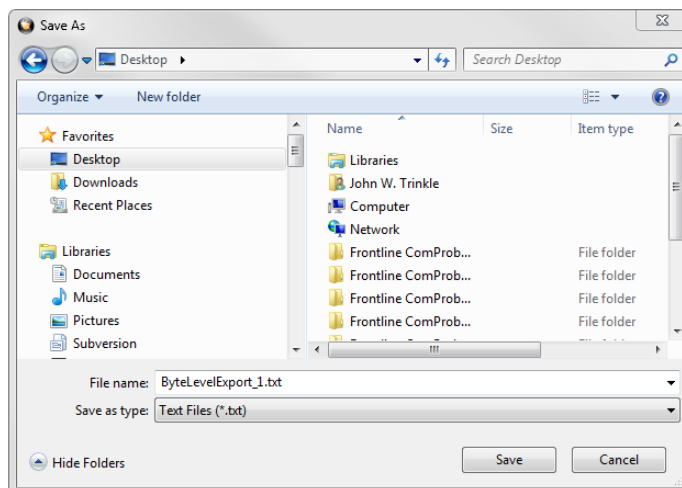 Save As
Desktop
Search Desktop
Organize
New folder
Name
Size
Item type
Favorites
Desktop
Downloads
Recent Places
Libraries
Documents
Music
Pictures
Subversion
Libraries
John W. Trinkle
Computer
Network
Frontline ComProb... File folder
Frontline ComProb... File folder
Frontline ComProb... File folder
Frontline ComProb... File folder
File name: ByteLevelExport_1.txt
Save as type: Text Files (*.txt)
Hide Folders
Save
Cancel